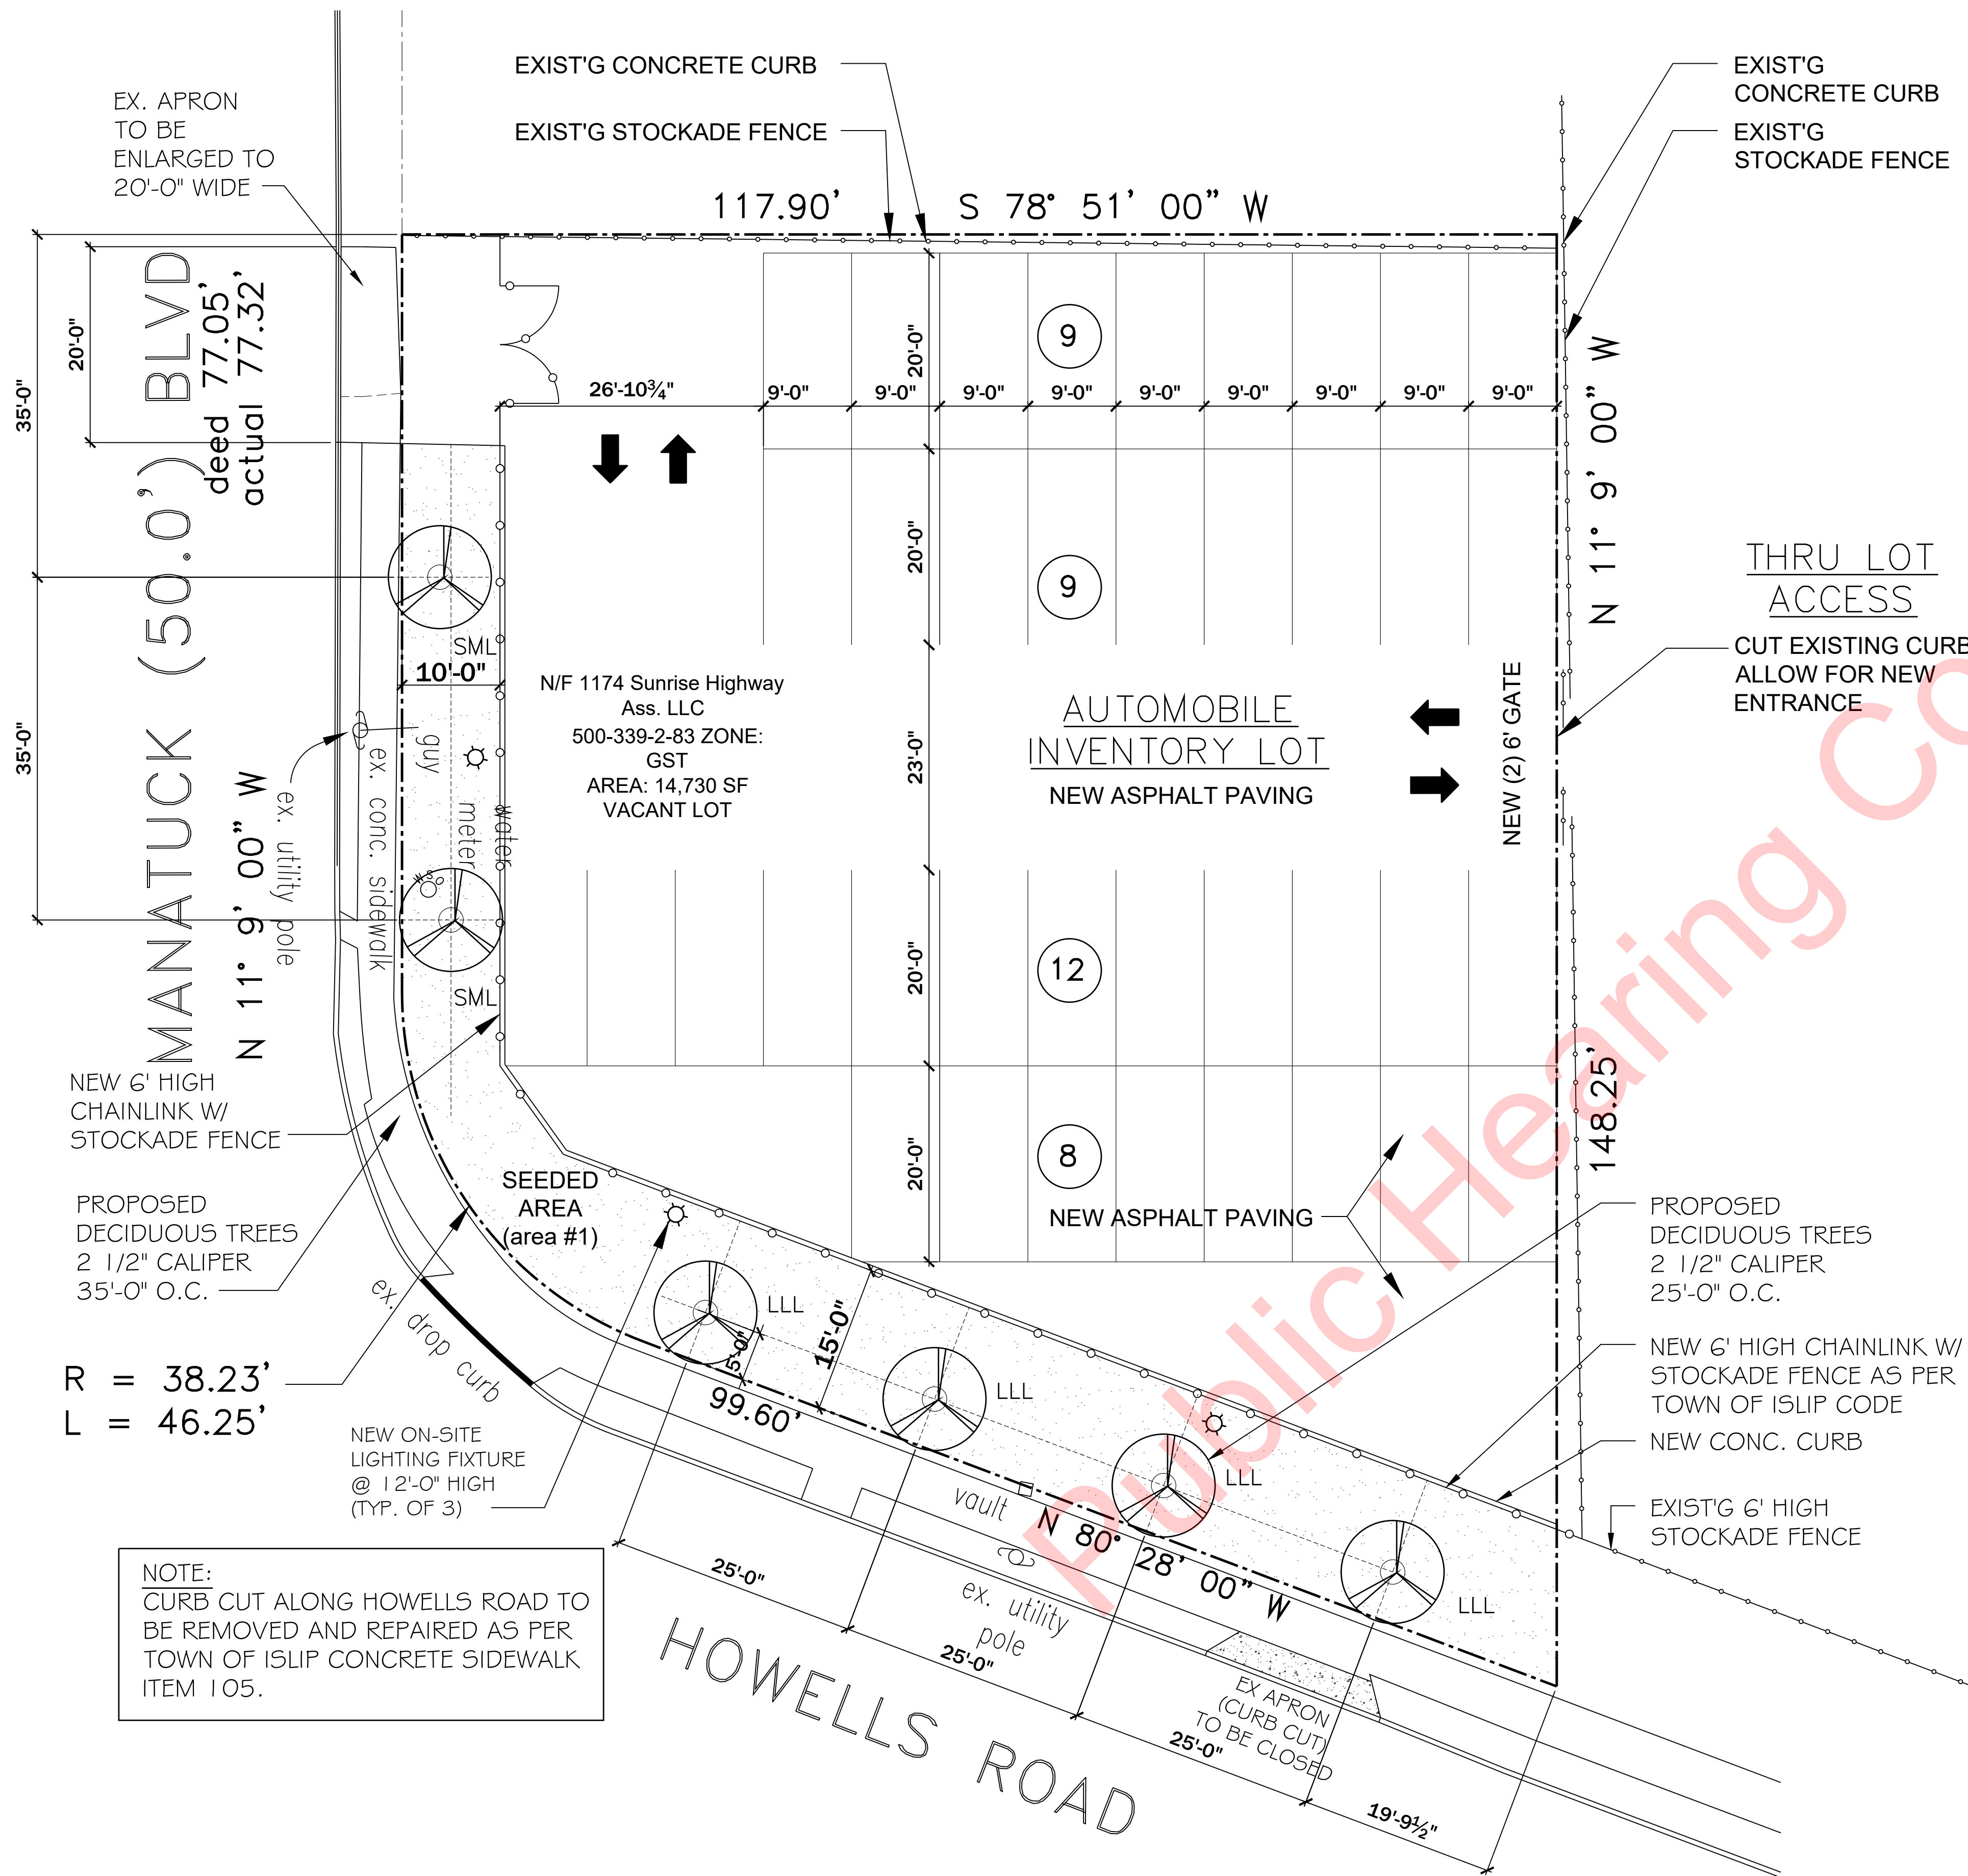 EX. APRON
TO BE
ENLARGED TO
20'-0" WIDE
EXIST'G CONCRETE CURB
EXIST'G STOCKADE FENCE
EXIST'G
CONCRETE CURB
EXIST'G
STOCKADE FENCE
117.90' S 78° 51' 00" W
MANATUCK (50.0') BLVD
deed 77.05'
actual 77.32'
N 11° 9' 00" W
20'-0"
35'-0"
35'-0"
26'-10¾"
9'-0"
9'-0"
9'-0"
9'-0"
9'-0"
9'-0"
9'-0"
9'-0"
9'-0"
20'-0"
20'-0"
23'-0"
20'-0"
20'-0"
9
9
12
8
N 11° 9' 00" W
148.25'
THRU LOT
ACCESS
CUT EXISTING CURB
ALLOW FOR NEW
ENTRANCE
SML
10'-0"
N/F 1174 Sunrise Highway
Ass. LLC
500-339-2-83 ZONE:
GST
AREA: 14,730 SF
VACANT LOT
AUTOMOBILE
INVENTORY LOT
NEW ASPHALT PAVING
NEW (2) 6' GATE
guy
water
meter
WSO
ex. conc. sidewalk
ex. utility pole
SML
NEW 6' HIGH
CHAINLINK W/
STOCKADE FENCE
PROPOSED
DECIDUOUS TREES
2 1/2" CALIPER
35'-0" O.C.
R = 38.23'
L = 46.25'
SEEDED
AREA
(area #1)
NEW ASPHALT PAVING
ex. drop curb
NEW ON-SITE
LIGHTING FIXTURE
@ 12'-0" HIGH
(TYP. OF 3)
LLL
LLL
LLL
LLL
5'-0"
15'-0"
99.60'
N 80° 28' 00" W
vault
ex. utility
pole
PROPOSED
DECIDUOUS TREES
2 1/2" CALIPER
25'-0" O.C.
NEW 6' HIGH CHAINLINK W/
STOCKADE FENCE AS PER
TOWN OF ISLIP CODE
NEW CONC. CURB
EXIST'G 6' HIGH
STOCKADE FENCE
25'-0"
25'-0"
25'-0"
19'-9½"
EX APRON
(CURB CUT)
TO BE CLOSED
HOWELLS ROAD
NOTE:
CURB CUT ALONG HOWELLS ROAD TO
BE REMOVED AND REPAIRED AS PER
TOWN OF ISLIP CONCRETE SIDEWALK
ITEM 105.
Public Hearing Co